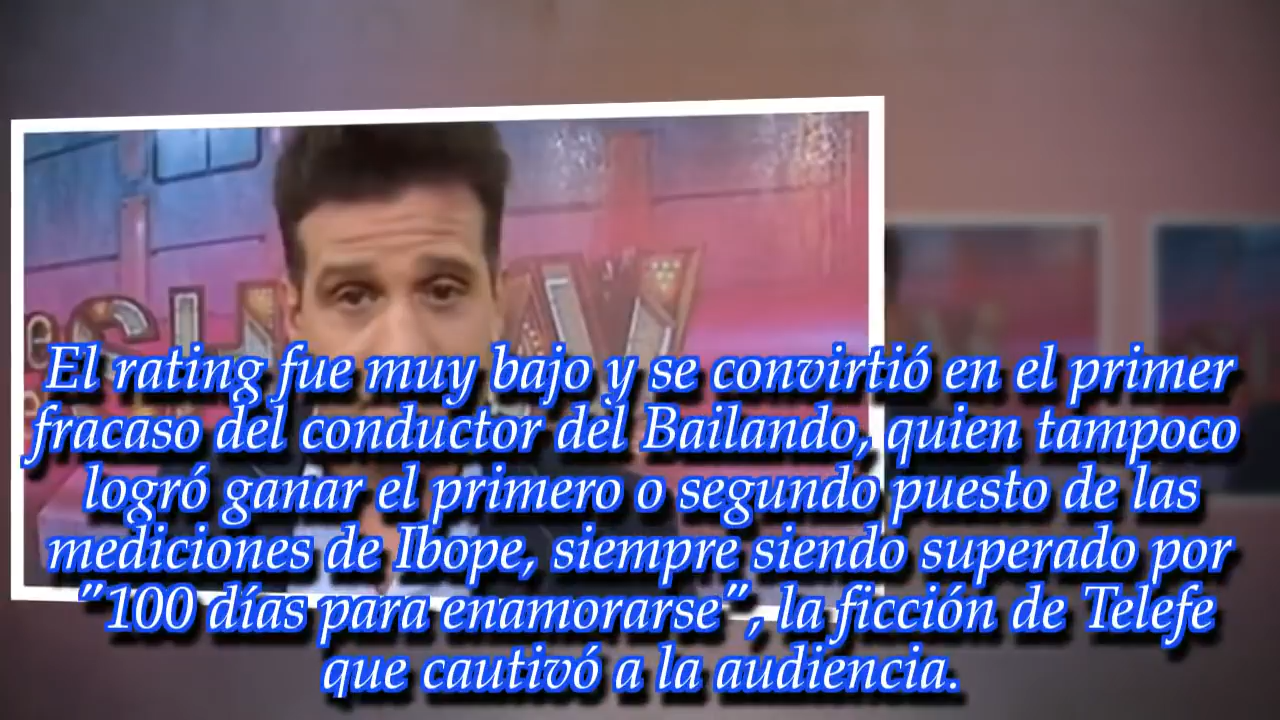 El rating fue muy bajo y se convirtió en el primer
fracaso del conductor del Bailando, quien tampoco
logró ganar el primero o segundo puesto de las
mediciones de Ibope, siempre siendo superado por
"100 días para enamorarse", la ficción de Telefe
que cautivó a la audiencia.